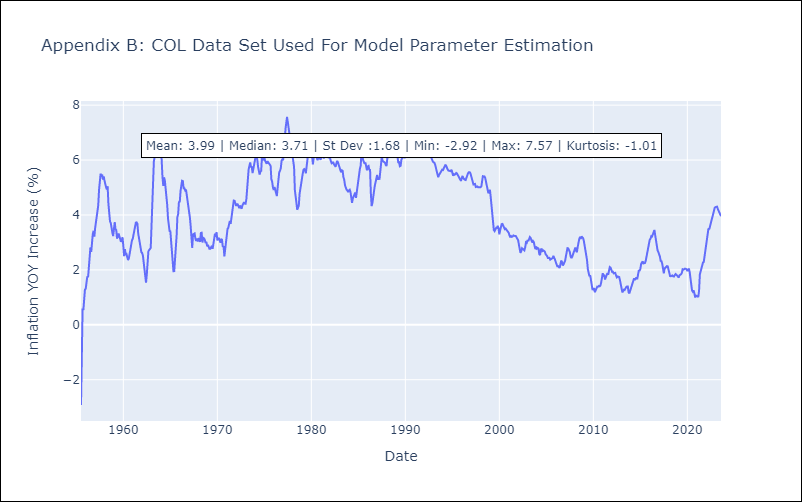 Appendix B: COL Data Set Used For Model Parameter Estimation
8
Mean: 3.99 | Median: 3.71 | St Dev :1.68 | Min: -2.92 | Max: 7.57 | Kurtosis: -1.01
6
4
2
0
−2
Inflation YOY Increase (%)
1960 1970 1980 1990 2000 2010 2020
Date